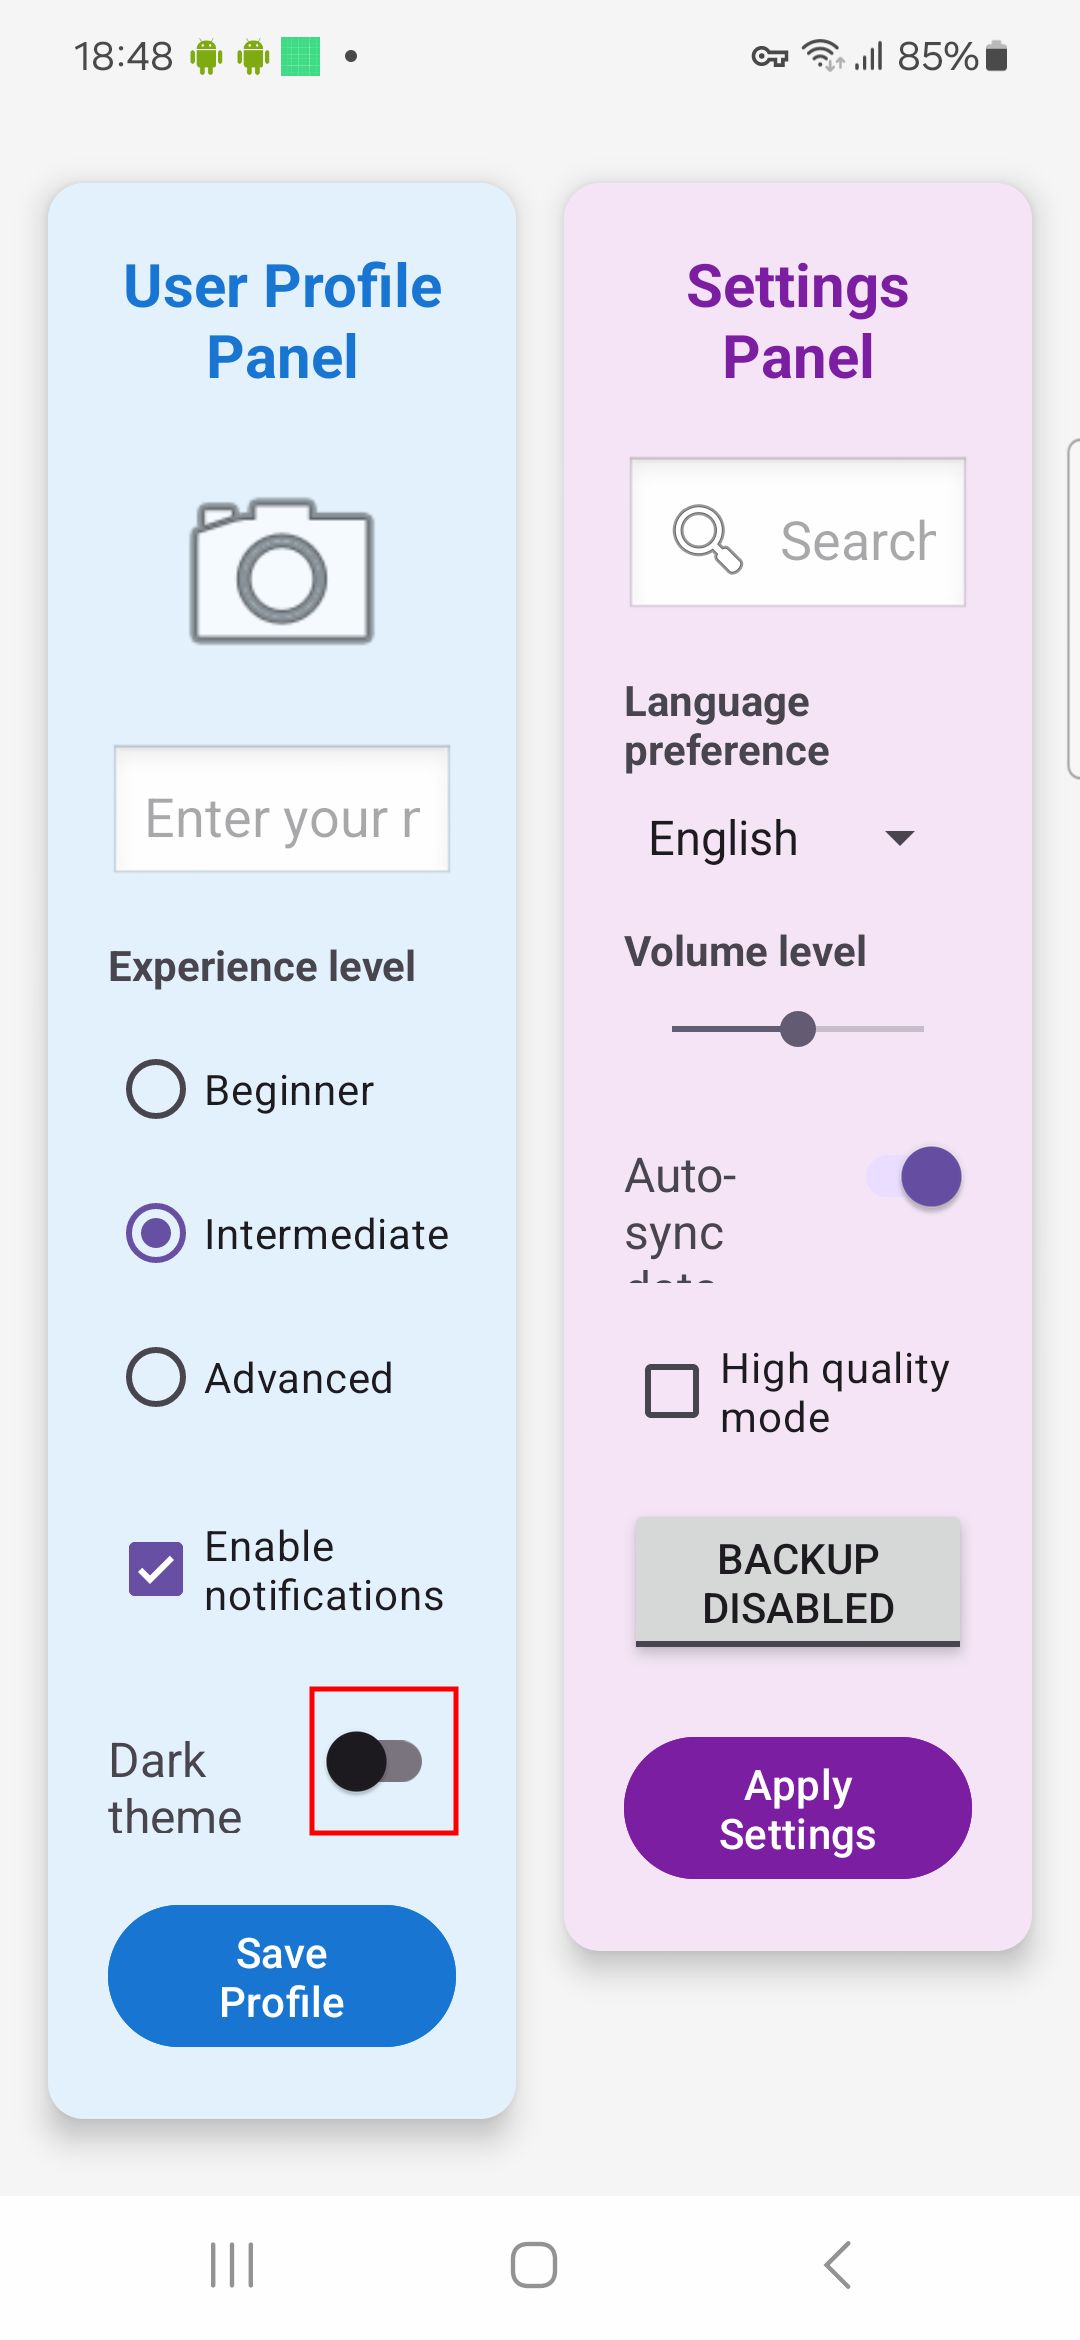 18:48
85%
User Profile
Panel
Enter your
Experience level
Beginner
Intermediate
Advanced
Enable
notifications
Dark
theme
Save
Profile
Settings
Panel
Search
Language
preference
English
Volume level
Auto-
sync
data
High quality
mode
BACKUP
DISABLED
Apply
Settings